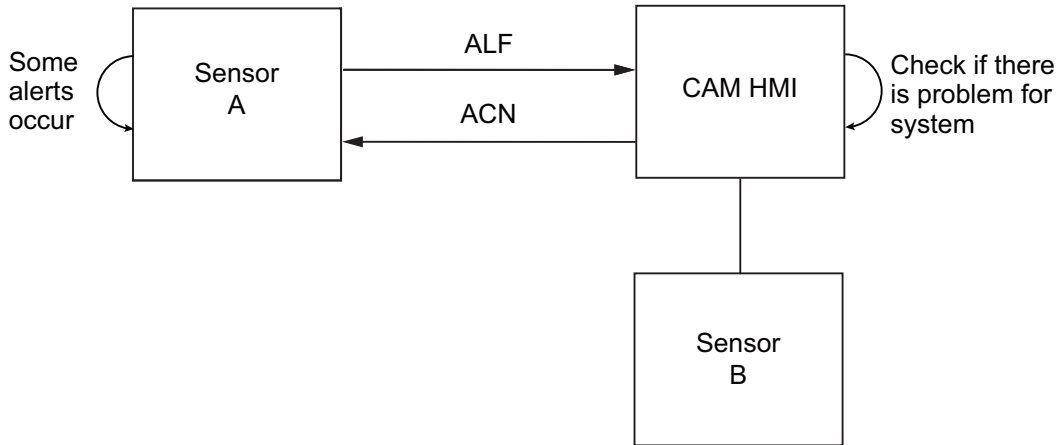 Some
alerts
occur
Sensor
A
ALF
ACN
CAM HMI
Check if there
is problem for
system
Sensor
B